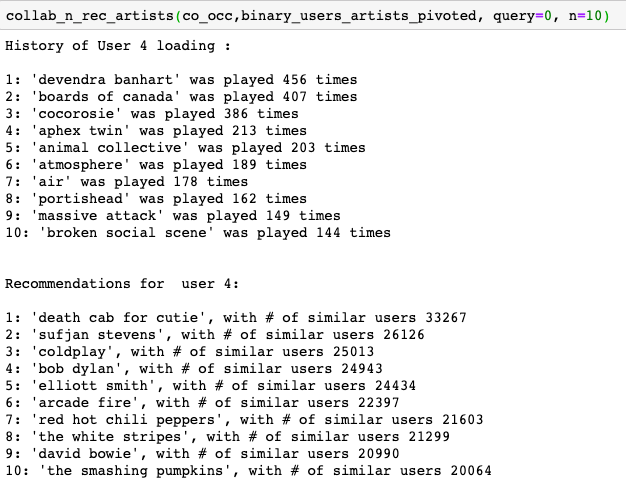 collab_n_rec_artists(co_occ,binary_users_artists_pivoted, query=0, n=10)
History of User 4 loading :
1: 'devendra banhart' was played 456 times
2: 'boards of canada' was played 407 times
3: 'cocorosie' was played 386 times
4: 'aphex twin' was played 213 times
5: 'animal collective' was played 203 times
6: 'atmosphere' was played 189 times
7: 'air' was played 178 times
8: 'portishead' was played 162 times
9: 'massive attack' was played 149 times
10: 'broken social scene' was played 144 times
Recommendations for  user 4:
1: 'death cab for cutie', with # of similar users 33267
2: 'sufjan stevens', with # of similar users 26126
3: 'coldplay', with # of similar users 25013
4: 'bob dylan', with # of similar users 24943
5: 'elliott smith', with # of similar users 24434
6: 'arcade fire', with # of similar users 22397
7: 'red hot chili peppers', with # of similar users 21603
8: 'the white stripes', with # of similar users 21299
9: 'david bowie', with # of similar users 20990
10: 'the smashing pumpkins', with # of similar users 20064